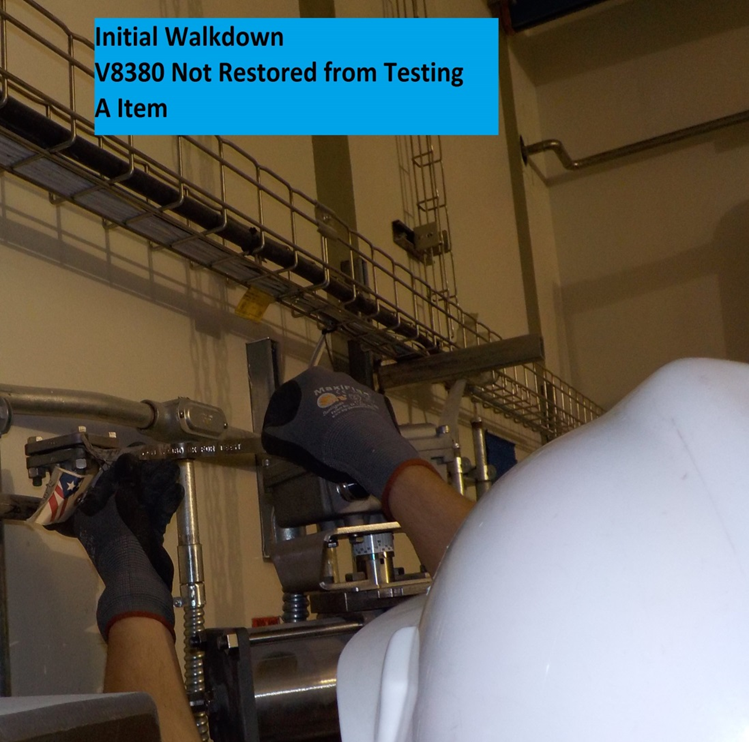 Initial Walkdown
V8380 Not Restored from Testing
A Item